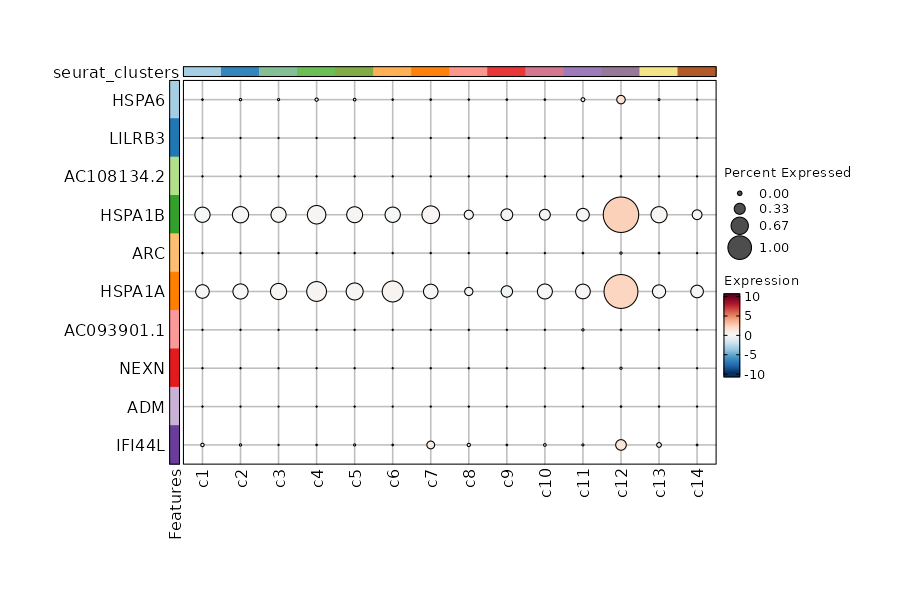 seurat_clusters
HSPA6
LILRB3
AC108134.2
HSPA1B
ARC
HSPA1A
AC093901.1
NEXN
ADM
IFI44L
Features
c1
c2
c3
c4
c5
c6
c7
c8
c9
c10
c11
c12
c13
c14
Percent Expressed
0.00
0.33
0.67
1.00
Expression
10
5
0
-5
-10